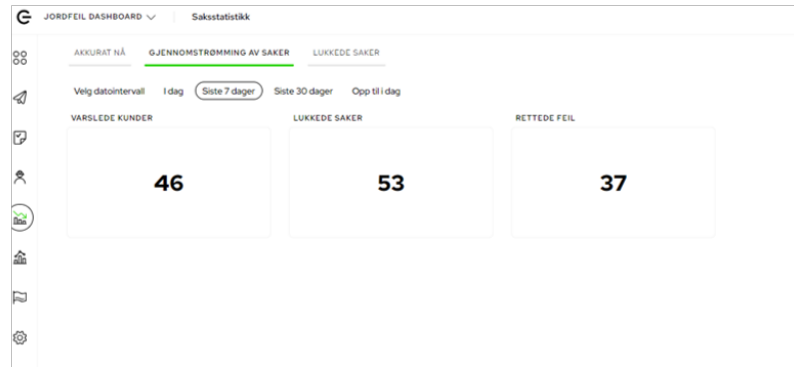 JORDFEIL DASHBOARD Saksstatistikk
AKKURAT NÅ GJENNOMSTRØMMING AV SAKER LUKKEDE SAKER
Velg datointervall I dag Siste 7 dager Siste 30 dager Opp til i dag
VARSLEDE KUNDER LUKKEDE SAKER RETTEDE FEIL
46 53 37